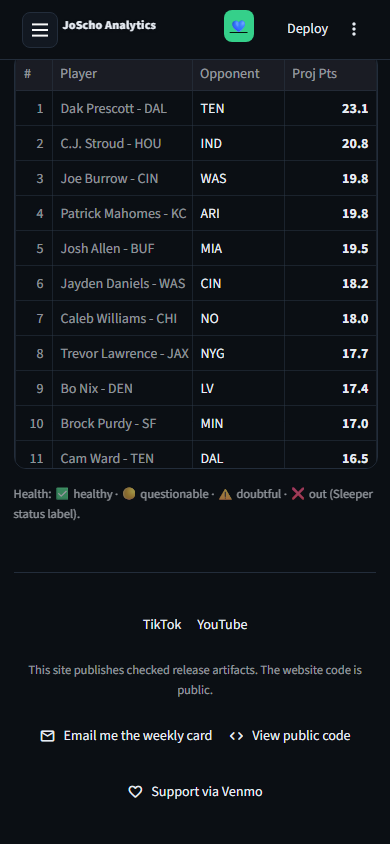 JoScho Analytics
Deploy
# Player Opponent Proj Pts
1 Dak Prescott - DAL TEN 23.1
2 C.J. Stroud - HOU IND 20.8
3 Joe Burrow - CIN WAS 19.8
4 Patrick Mahomes - KC ARI 19.8
5 Josh Allen - BUF MIA 19.5
6 Jayden Daniels - WAS CIN 18.2
7 Caleb Williams - CHI NO 18.0
8 Trevor Lawrence - JAX NYG 17.7
9 Bo Nix - DEN LV 17.4
10 Brock Purdy - SF MIN 17.0
11 Cam Ward - TEN DAL 16.5
Health: ✅ healthy · 🟡 questionable · ⚠️ doubtful · ❌ out (Sleeper
status label).
TikTok YouTube
This site publishes checked release artifacts. The website code is
public.
Email me the weekly card View public code
Support via Venmo